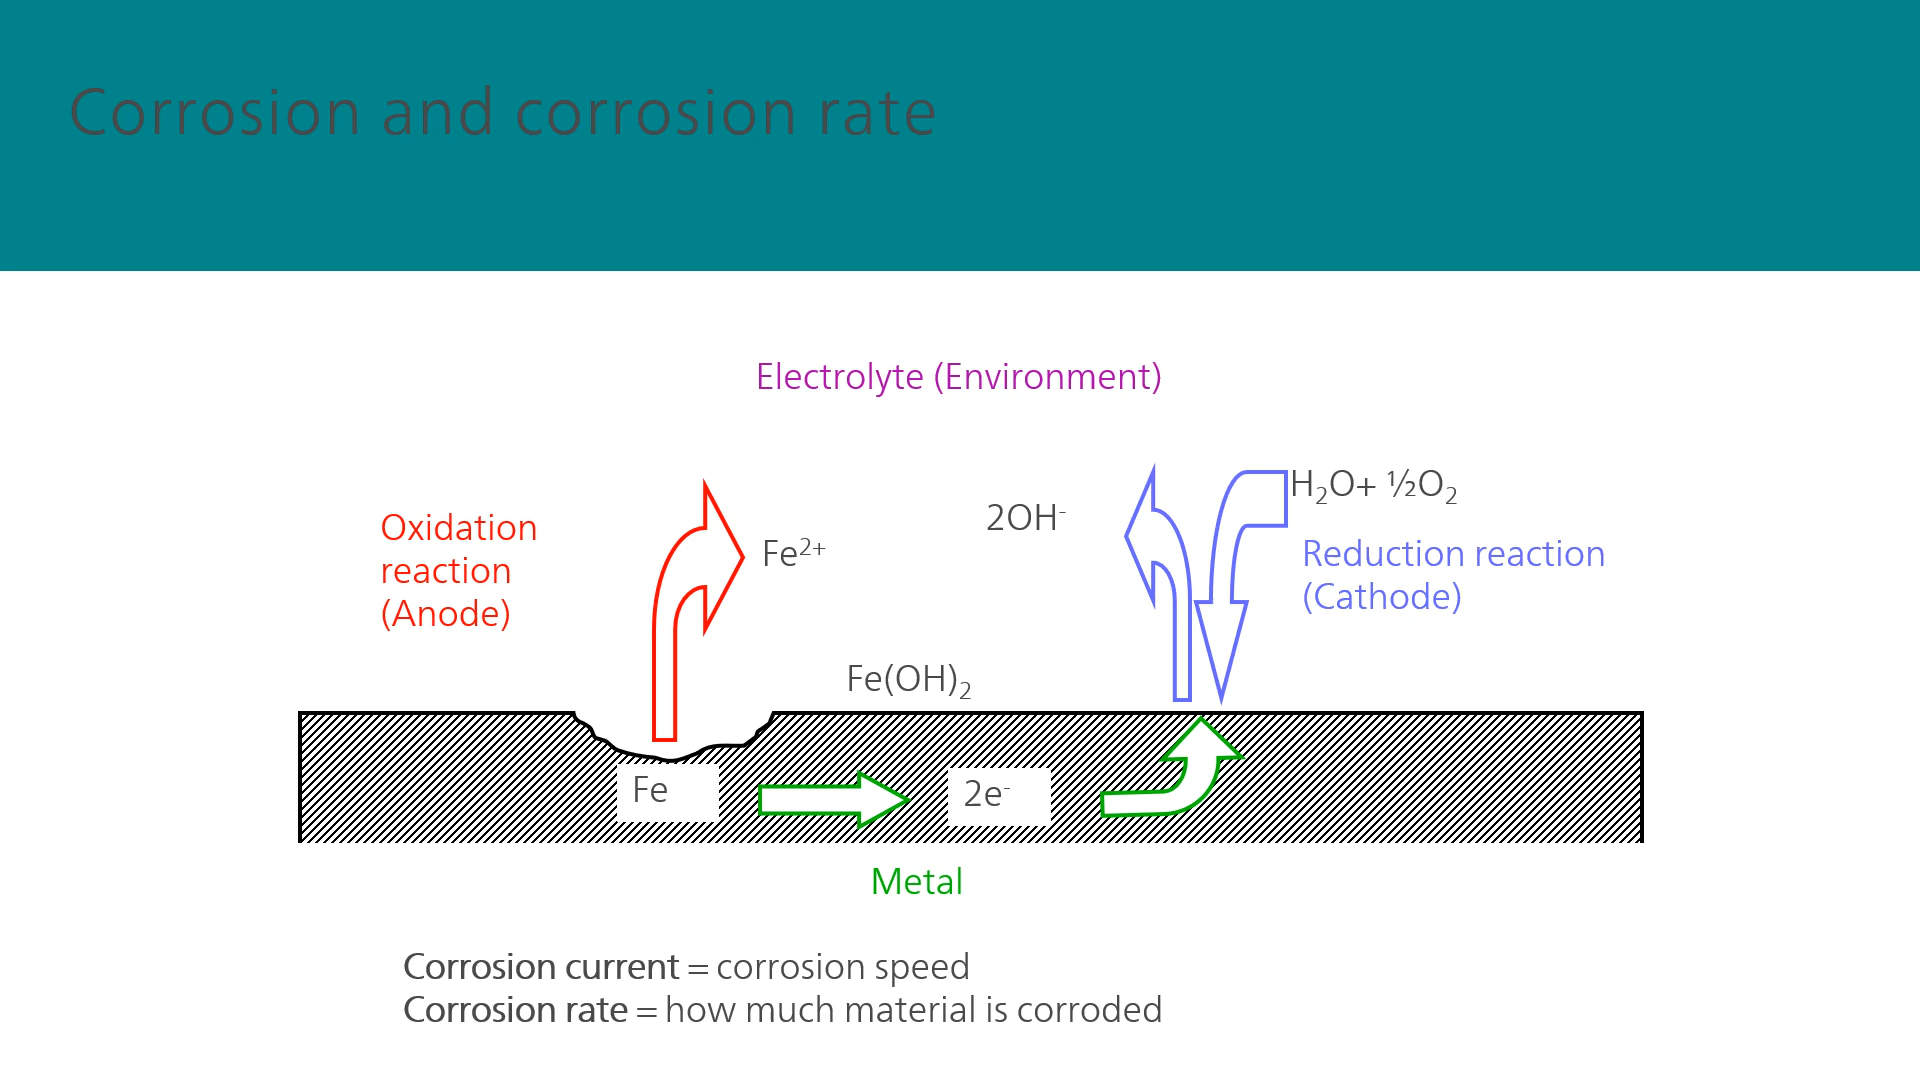 Corrosion and corrosion rate
Electrolyte (Environment)
H₂O+ ½O₂
2OH⁻
Oxidation
reaction
(Anode)
Fe²⁺
Reduction reaction
(Cathode)
Fe(OH)₂
Fe
2e⁻
Metal
Corrosion current = corrosion speed
Corrosion rate = how much material is corroded